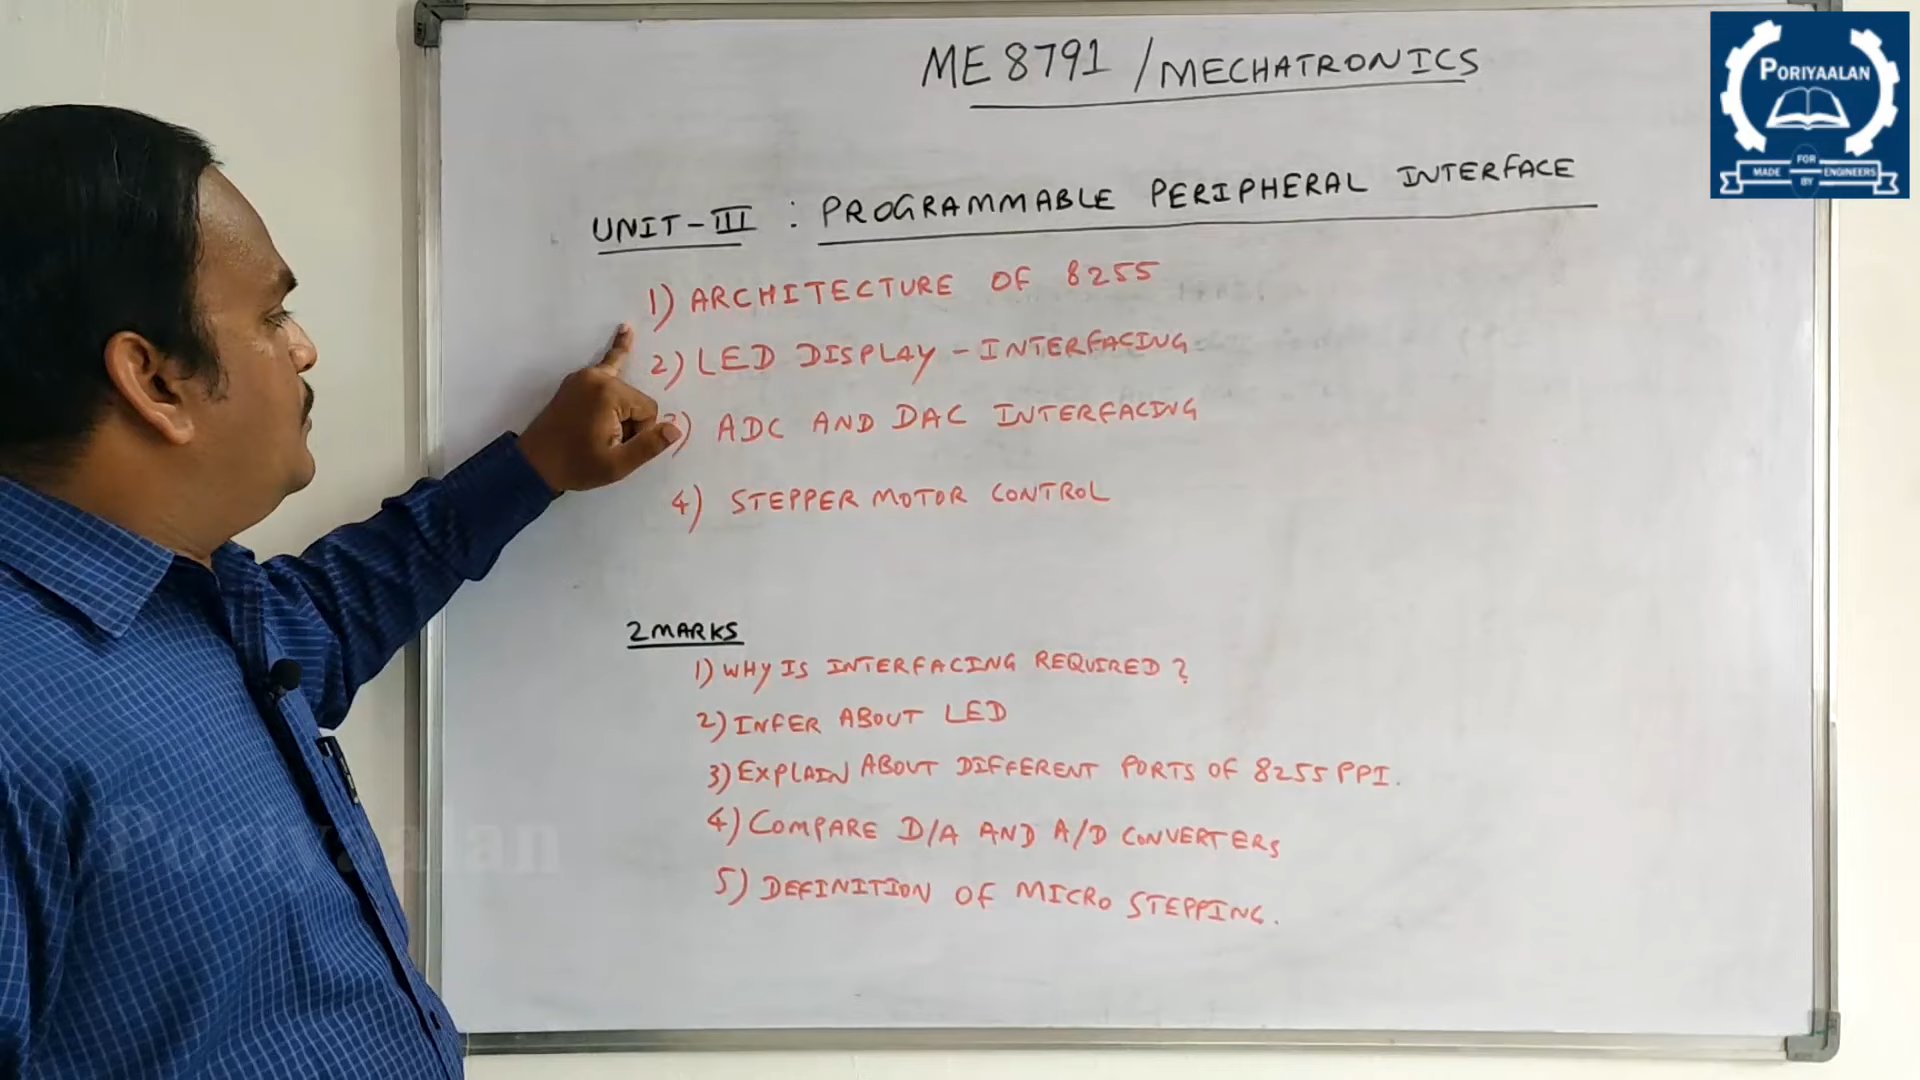 ME 8791 / MECHATRONICS
UNIT-III : PROGRAMMABLE PERIPHERAL INTERFACE
1) ARCHITECTURE OF 8255
2) LED DISPLAY - INTERFACING
3) ADC AND DAC INTERFACING
4) STEPPER MOTOR CONTROL
2 MARKS
1) WHY IS INTERFACING REQUIRED?
2) INFER ABOUT LED
3) EXPLAIN ABOUT DIFFERENT PORTS OF 8255 PPI.
4) COMPARE D/A AND A/D CONVERTERS
5) DEFINITION OF MICRO STEPPING.
PORIYAALAN
MADE FOR BY ENGINEERS
Poriyaalan